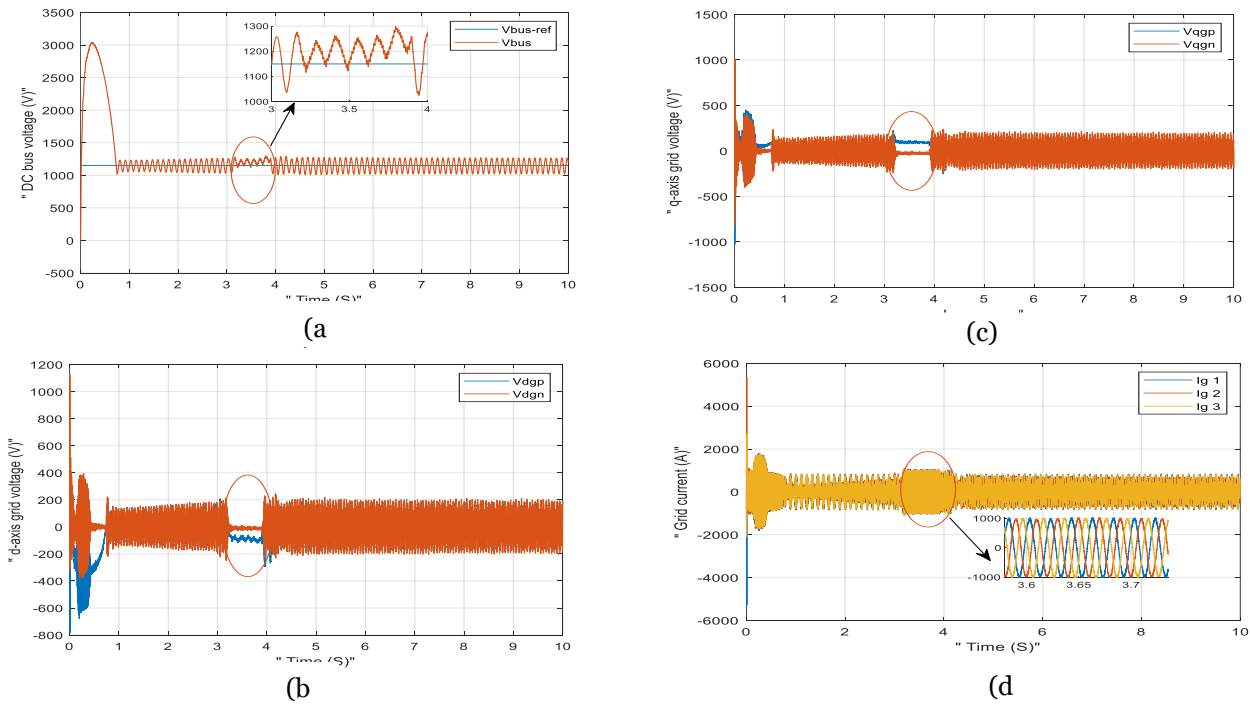 3500
3000
2500
2000
1500
1000
500
0
-500
" DC bus voltage (V)"
Vbus-ref
Vbus
1300
1200
1100
1000
3
3.5
4
0 1 2 3 4 5 6 7 8 9 10
" Time (S)"
(a
1500
1000
500
0
-500
-1000
-1500
" q-axis grid voltage (V)"
Vqgp
Vqgn
0 1 2 3 4 5 6 7 8 9 10
(c)
1200
1000
800
600
400
200
0
-200
-400
-600
-800
" d-axis grid voltage (V)"
Vdgp
Vdgn
0 1 2 3 4 5 6 7 8 9 10
" Time (S)"
(b
6000
4000
2000
0
-2000
-4000
-6000
" Grid current (A)"
Ig 1
Ig 2
Ig 3
1000
0
-1000
3.6 3.65 3.7
0 2 4 6 8 10
" Time (S)"
(d